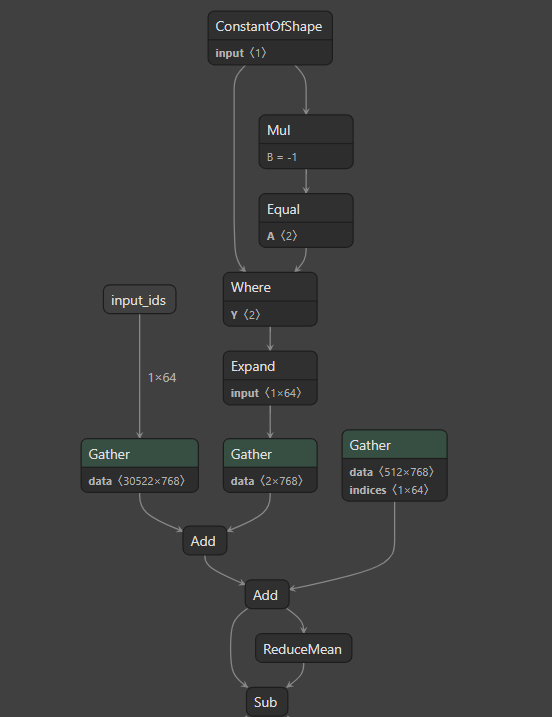 ConstantOfShape
input 〈1〉
Mul
B = -1
Equal
A 〈2〉
Where
Y 〈2〉
input_ids
Expand
input 〈1×64〉
1×64
Gather
data 〈30522×768〉
Gather
data 〈2×768〉
Gather
data 〈512×768〉
indices 〈1×64〉
Add
Add
ReduceMean
Sub